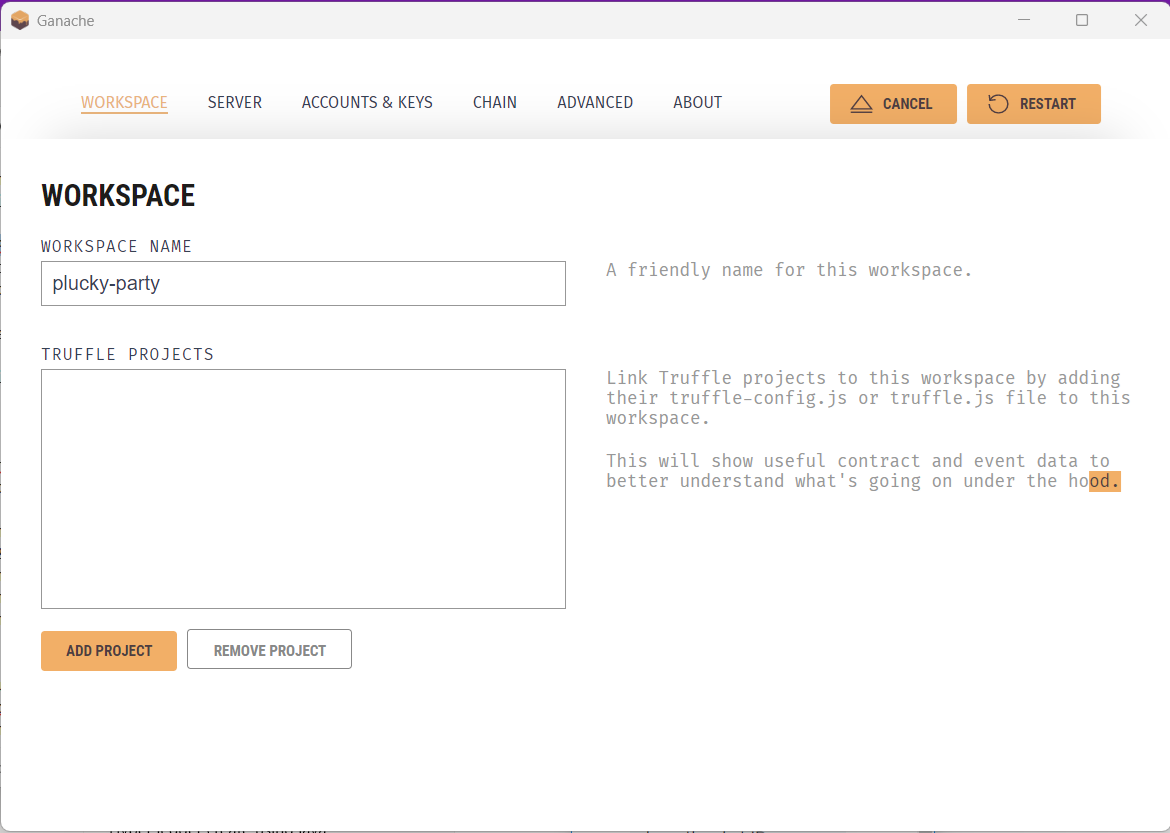 Ganache
WORKSPACE
SERVER
ACCOUNTS & KEYS
CHAIN
ADVANCED
ABOUT
CANCEL
RESTART
WORKSPACE
WORKSPACE NAME
plucky-party
A friendly name for this workspace.
TRUFFLE PROJECTS
Link Truffle projects to this workspace by adding
their truffle-config.js or truffle.js file to this
workspace.
This will show useful contract and event data to
better understand what's going on under the hood.
ADD PROJECT
REMOVE PROJECT